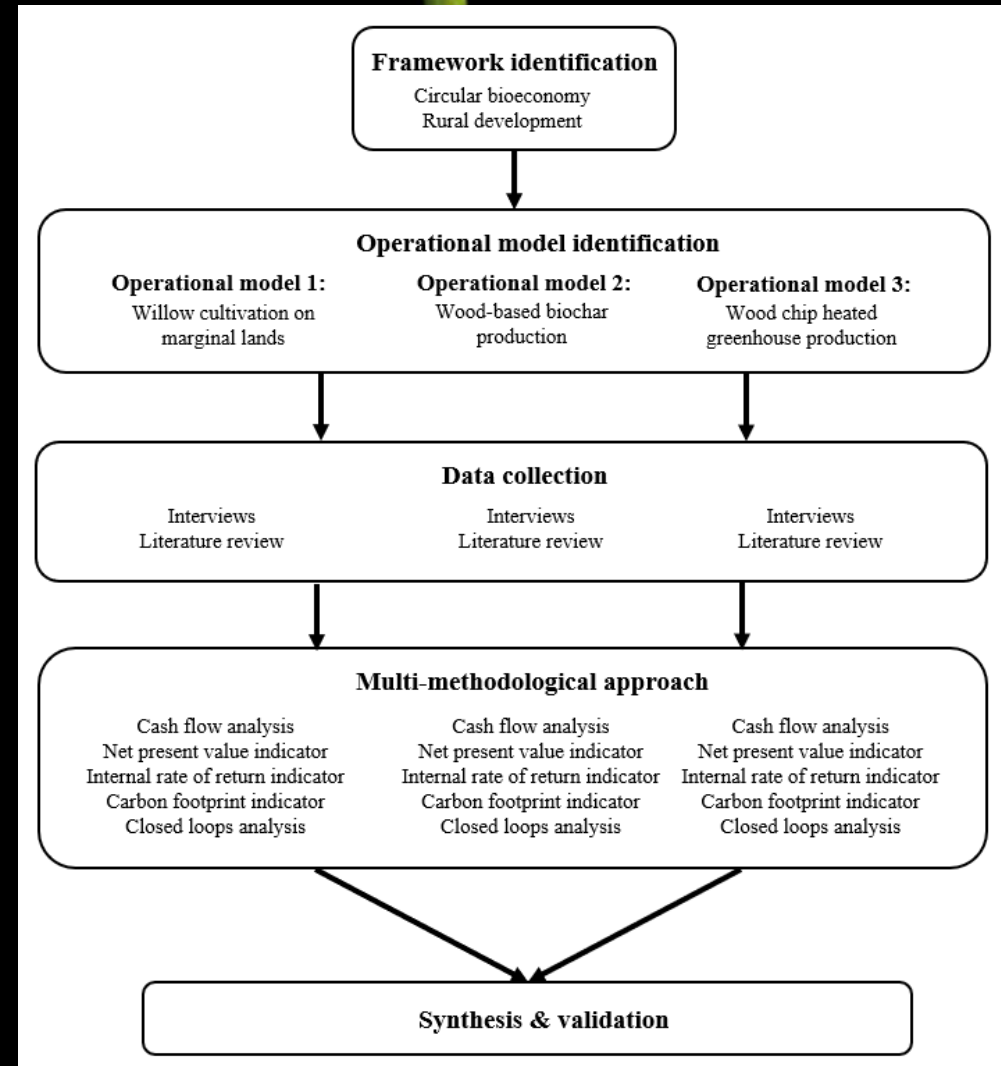 Framework identification
Circular bioeconomy
Rural development
Operational model identification
Operational model 1:
Willow cultivation on
marginal lands
Operational model 2:
Wood-based biochar
production
Operational model 3:
Wood chip heated
greenhouse production
Data collection
Interviews
Literature review
Interviews
Literature review
Interviews
Literature review
Multi-methodological approach
Cash flow analysis
Net present value indicator
Internal rate of return indicator
Carbon footprint indicator
Closed loops analysis
Cash flow analysis
Net present value indicator
Internal rate of return indicator
Carbon footprint indicator
Closed loops analysis
Cash flow analysis
Net present value indicator
Internal rate of return indicator
Carbon footprint indicator
Closed loops analysis
Synthesis & validation